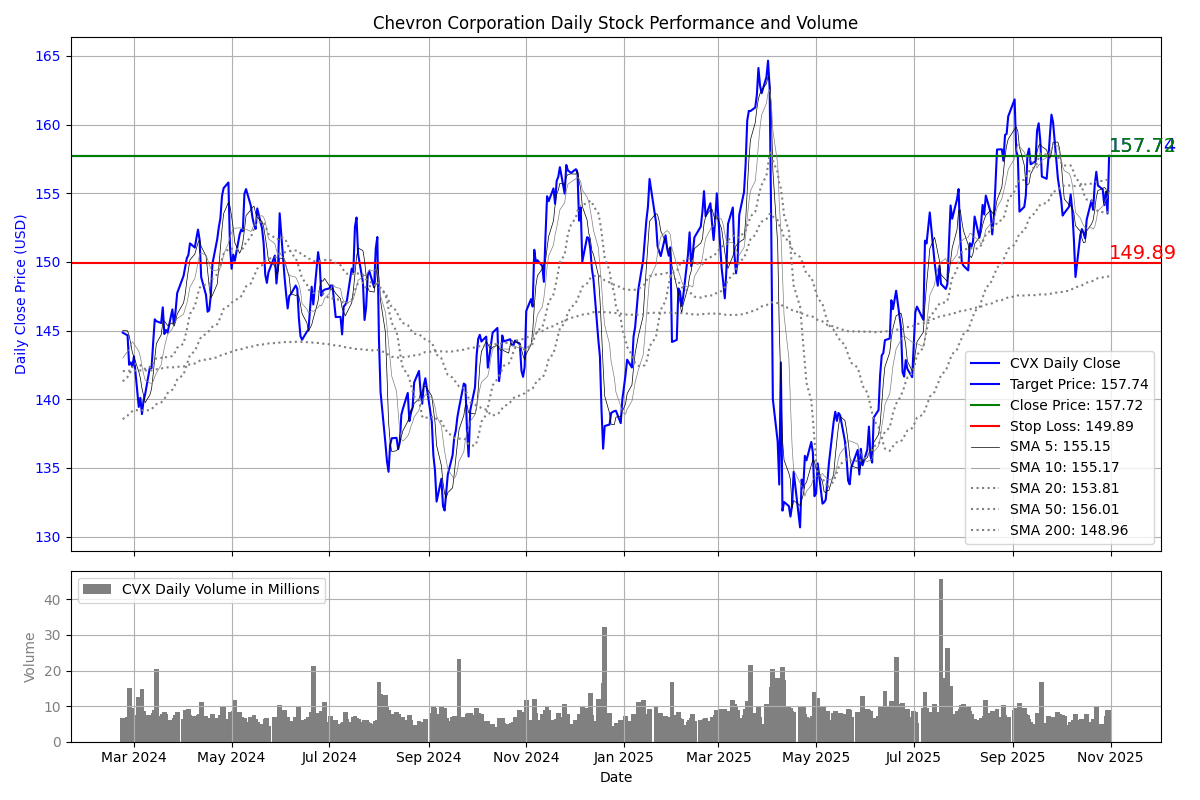 Chevron Corporation Daily Stock Performance and Volume
165
160
155
150
145
140
135
130
Daily Close Price (USD)
157.72
149.89
CVX Daily Close
Target Price: 157.74
Close Price: 157.72
Stop Loss: 149.89
SMA 5: 155.15
SMA 10: 155.17
SMA 20: 153.81
SMA 50: 156.01
SMA 200: 148.96
CVX Daily Volume in Millions
40
30
20
10
0
Volume
Mar 2024
May 2024
Jul 2024
Sep 2024
Nov 2024
Jan 2025
Mar 2025
May 2025
Jul 2025
Sep 2025
Nov 2025
Date